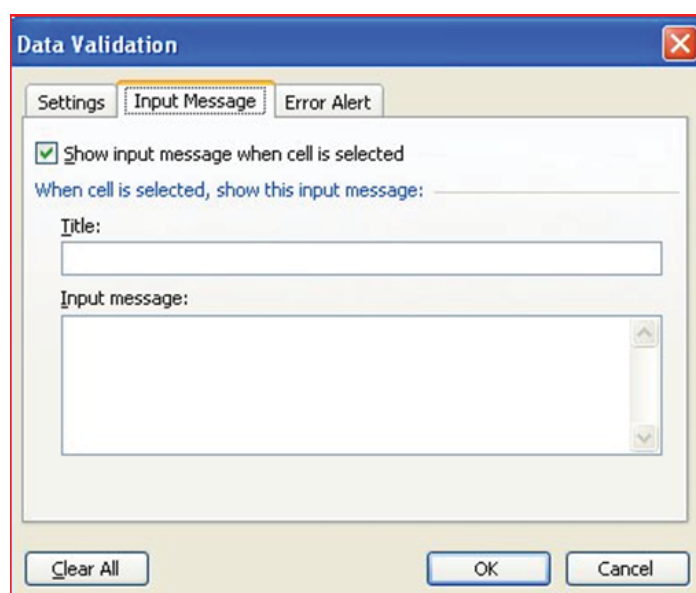 Data Validation
Settings Input Message Error Alert
Show input message when cell is selected
When cell is selected, show this input message:
Title:
Input message:
Clear All OK Cancel